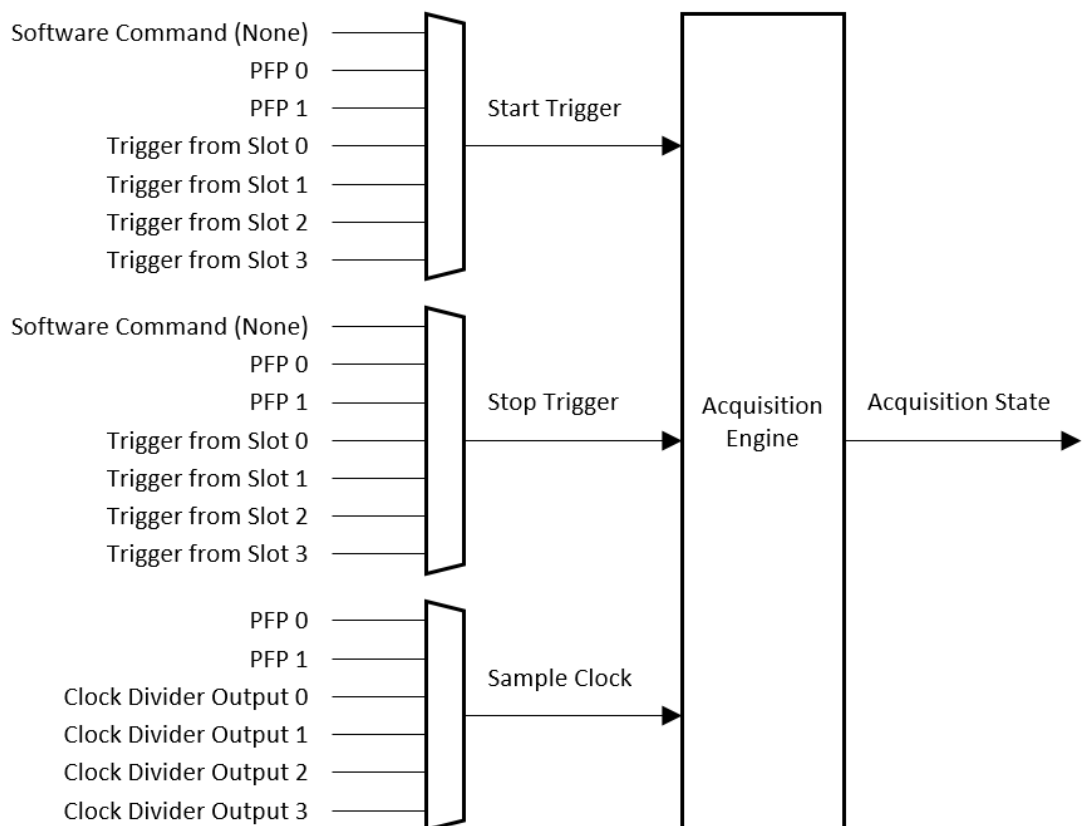 Software Command (None)
PFP 0
PFP 1
Trigger from Slot 0
Trigger from Slot 1
Trigger from Slot 2
Trigger from Slot 3
Start Trigger
Software Command (None)
PFP 0
PFP 1
Trigger from Slot 0
Trigger from Slot 1
Trigger from Slot 2
Trigger from Slot 3
Stop Trigger
PFP 0
PFP 1
Clock Divider Output 0
Clock Divider Output 1
Clock Divider Output 2
Clock Divider Output 3
Sample Clock
Acquisition
Engine
Acquisition State